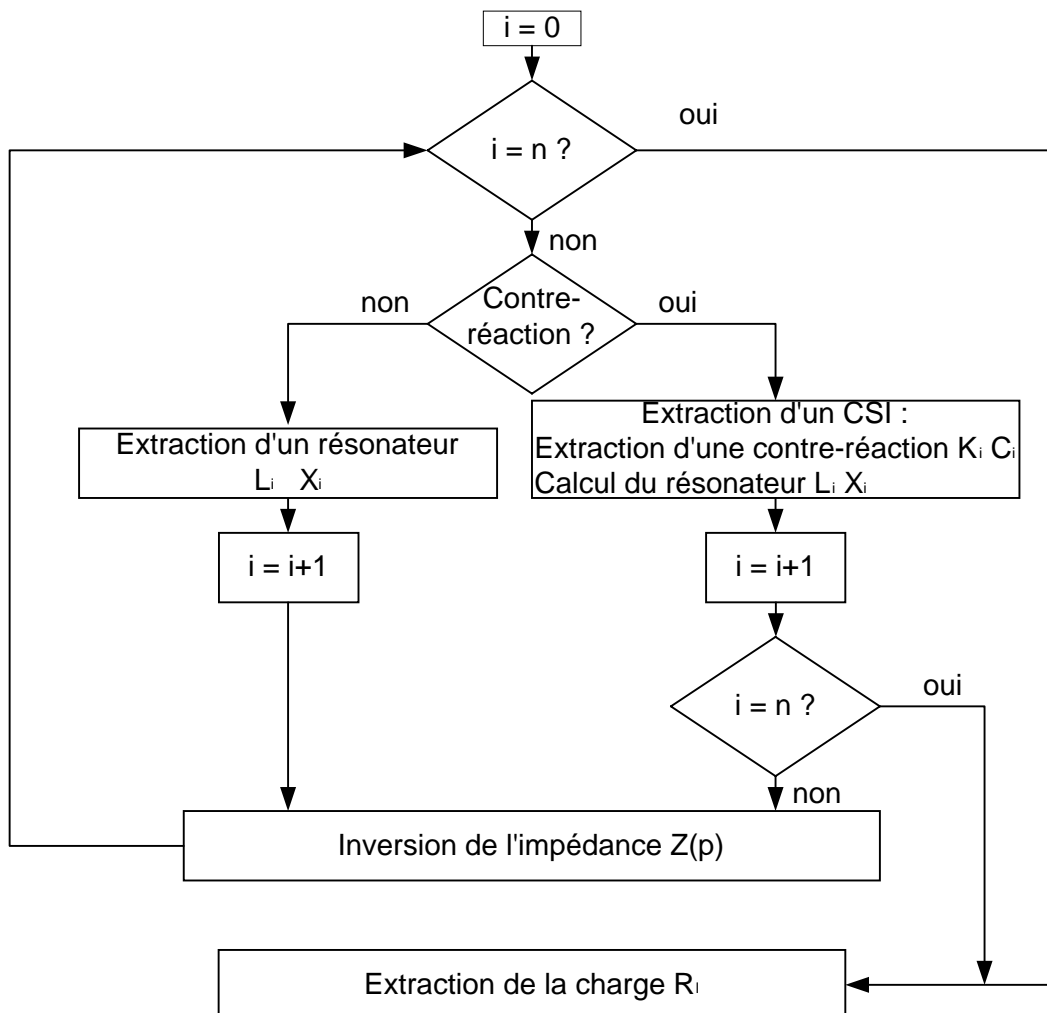 i = 0
oui
i = n ?
non
non
Contre-
réaction ?
oui
Extraction d'un résonateur
Li Xi
Extraction d'un CSI :
Extraction d'une contre-réaction Ki Ci
Calcul du résonateur Li Xi
i = i+1
i = i+1
i = n ?
oui
non
Inversion de l'impédance Z(p)
Extraction de la charge Rl